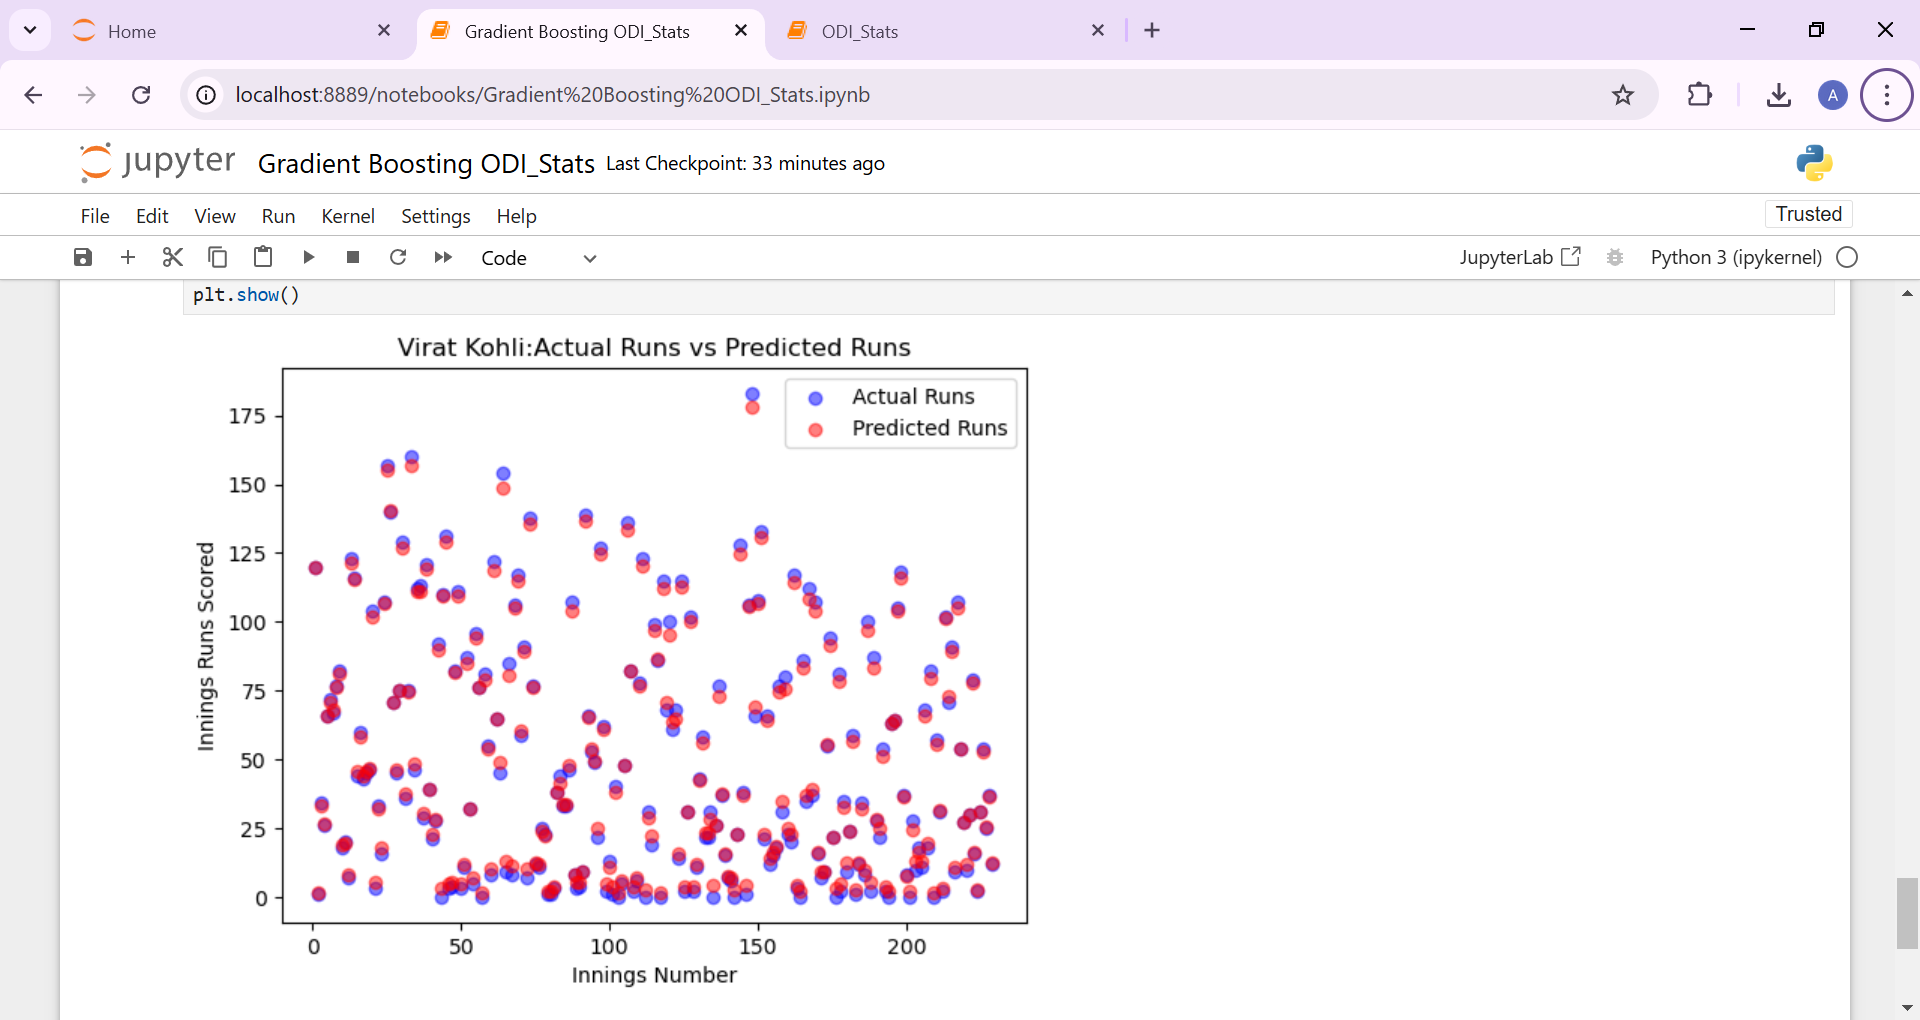 Home
Gradient Boosting ODI_Stats
ODI_Stats
localhost:8889/notebooks/Gradient%20Boosting%20ODI_Stats.ipynb
A
jupyter Gradient Boosting ODI_Stats Last Checkpoint: 33 minutes ago
File Edit View Run Kernel Settings Help
Trusted
Code
JupyterLab
Python 3 (ipykernel)
plt.show()
Virat Kohli:Actual Runs vs Predicted Runs
Actual Runs
Predicted Runs
175
150
125
100
75
50
25
0
Innings Runs Scored
0 50 100 150 200
Innings Number